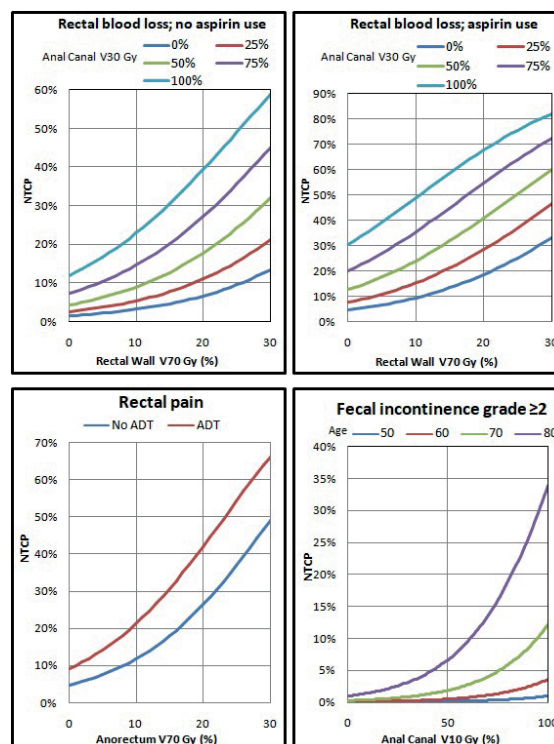 Rectal blood loss; no aspirin use
Anal Canal V30 Gy
0% 25%
50% 75%
100%
60%
50%
40%
30%
20%
10%
0%
NTCP
0 10 20 30
Rectal Wall V70 Gy (%)
Rectal blood loss; aspirin use
Anal Canal V30 Gy
0% 25%
50% 75%
100%
90%
80%
70%
60%
50%
40%
30%
20%
10%
0%
NTCP
0 10 20 30
Rectal Wall V70 Gy (%)
Rectal pain
No ADT ADT
70%
60%
50%
40%
30%
20%
10%
0%
NTCP
0 10 20 30
Anorectum V70 Gy (%)
Fecal incontinence grade ≥2
Age 50 60 70 80
40%
35%
30%
25%
20%
15%
10%
5%
0%
NTCP
0 50 100
Anal Canal V10 Gy (%)